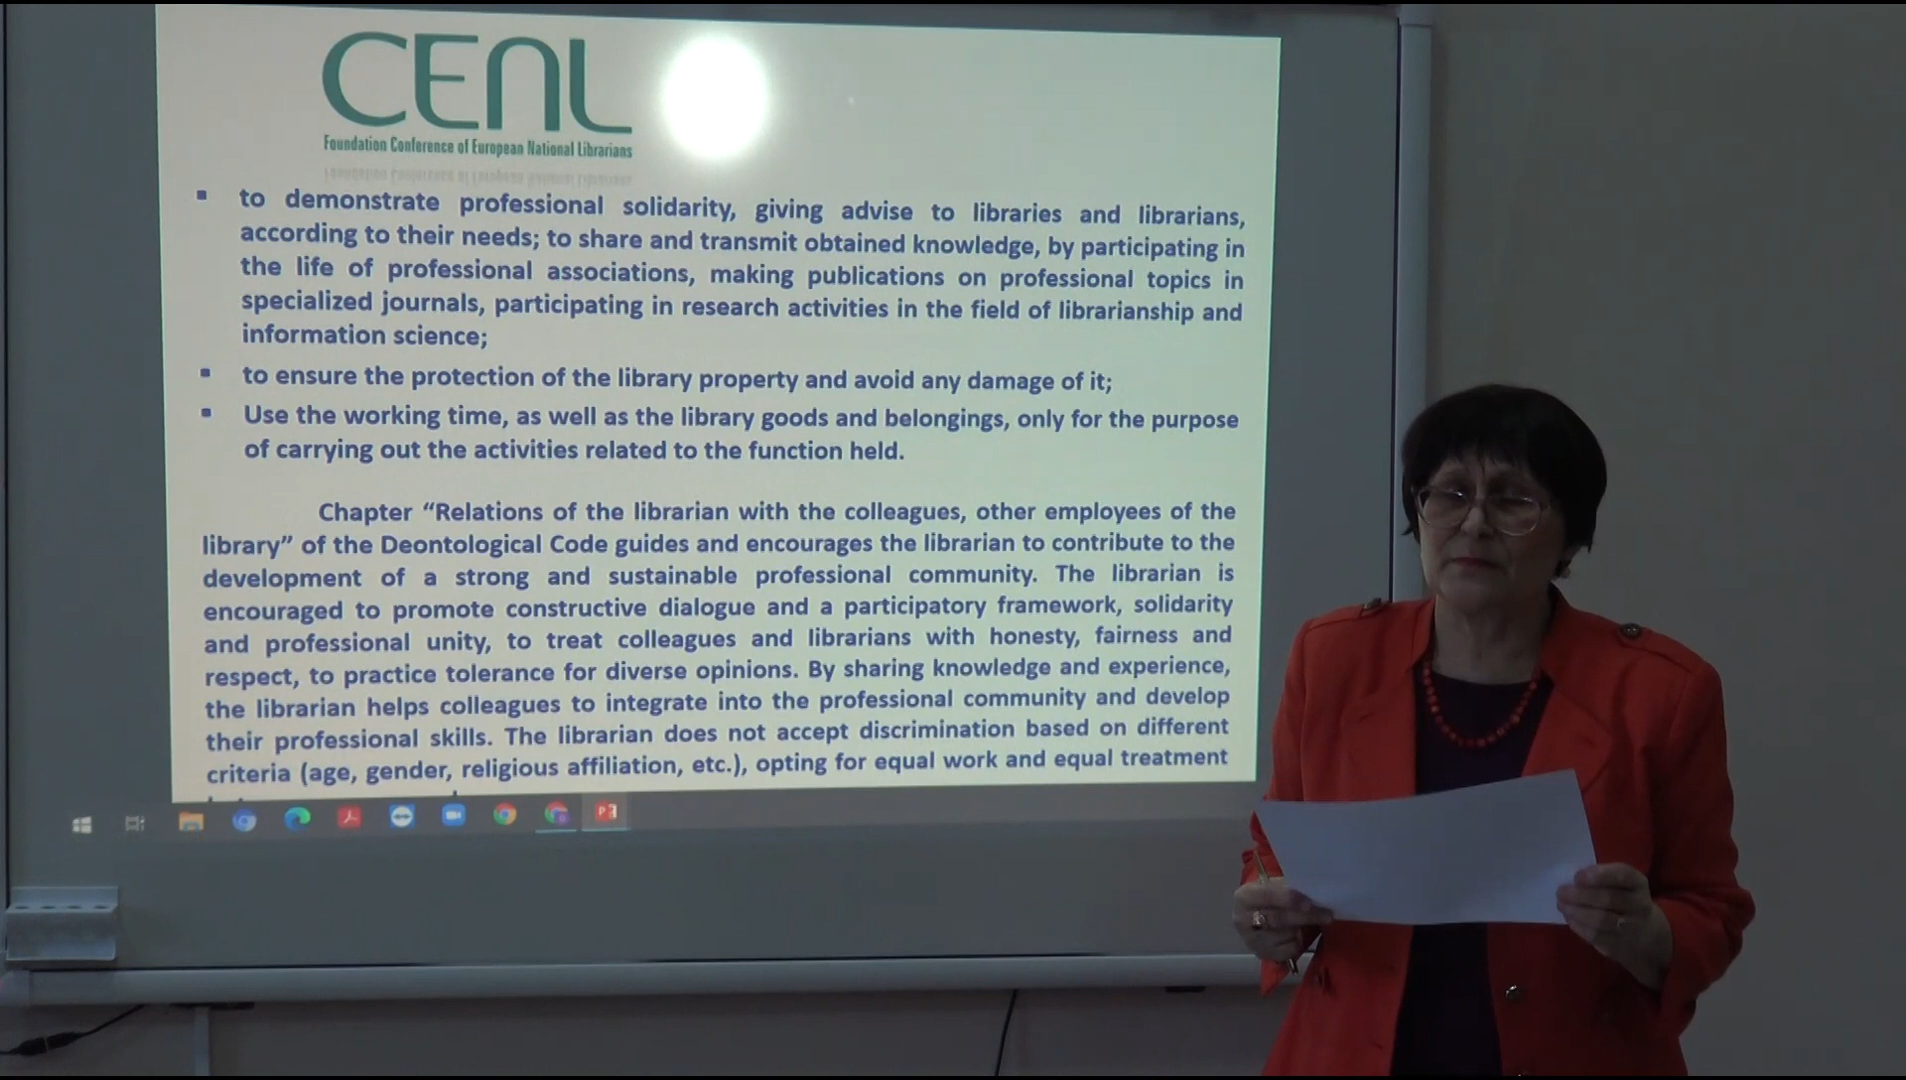 CENL
Foundation Conference of European National Librarians
to demonstrate professional solidarity, giving advise to libraries and librarians,
according to their needs; to share and transmit obtained knowledge, by participating in
the life of professional associations, making publications on professional topics in
specialized journals, participating in research activities in the field of librarianship and
information science;
to ensure the protection of the library property and avoid any damage of it;
Use the working time, as well as the library goods and belongings, only for the purpose
of carrying out the activities related to the function held.
Chapter “Relations of the librarian with the colleagues, other employees of the
library” of the Deontological Code guides and encourages the librarian to contribute to the
development of a strong and sustainable professional community. The librarian is
encouraged to promote constructive dialogue and a participatory framework, solidarity
and professional unity, to treat colleagues and librarians with honesty, fairness and
respect, to practice tolerance for diverse opinions. By sharing knowledge and experience,
the librarian helps colleagues to integrate into the professional community and develop
their professional skills. The librarian does not accept discrimination based on different
criteria (age, gender, religious affiliation, etc.), opting for equal work and equal treatment